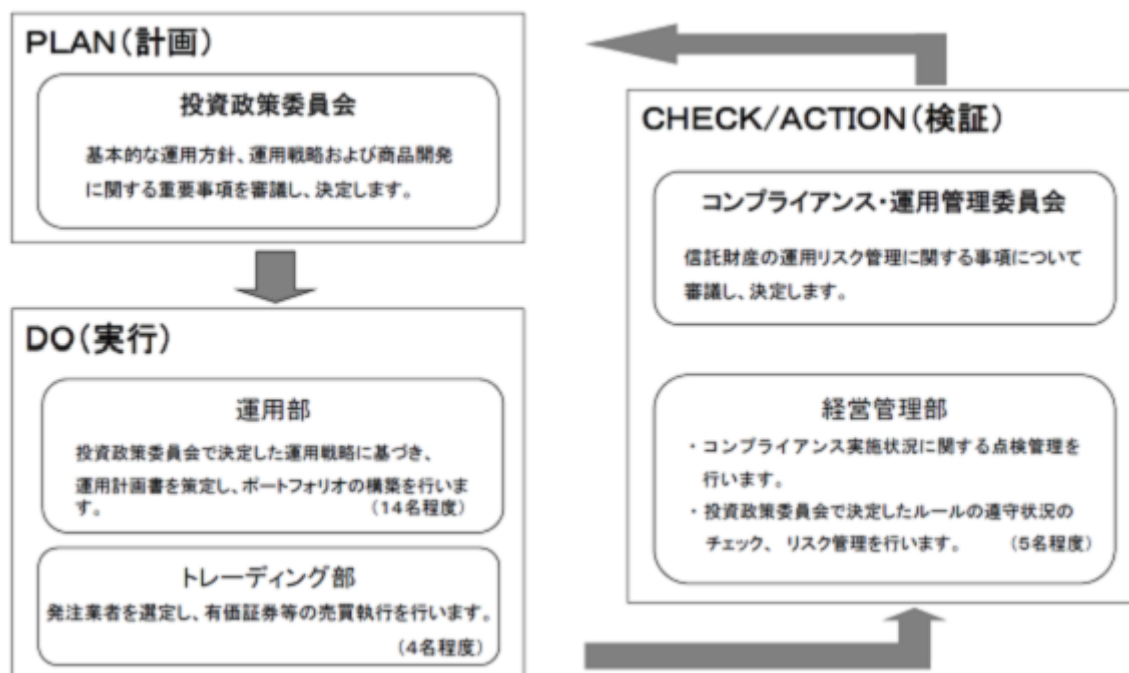 PLAN(計画)
投資政策委員会
基本的な運用方針、運用戦略および商品開発
に関する重要事項を審議し、決定します。
DO(実行)
運用部
投資政策委員会で決定した運用戦略に基づき、
運用計画書を策定し、ポートフォリオの構築を行いま
す。 (14名程度)
トレーディング部
発注業者を選定し、有価証券等の売買執行を行います。
(4名程度)
CHECK/ACTION(検証)
コンプライアンス・運用管理委員会
信託財産の運用リスク管理に関する事項について
審議し、決定します。
経営管理部
・コンプライアンス実施状況に関する点検管理を
行います。
・投資政策委員会で決定したルールの遵守状況の
チェック、 リスク管理を行います。 (5名程度)